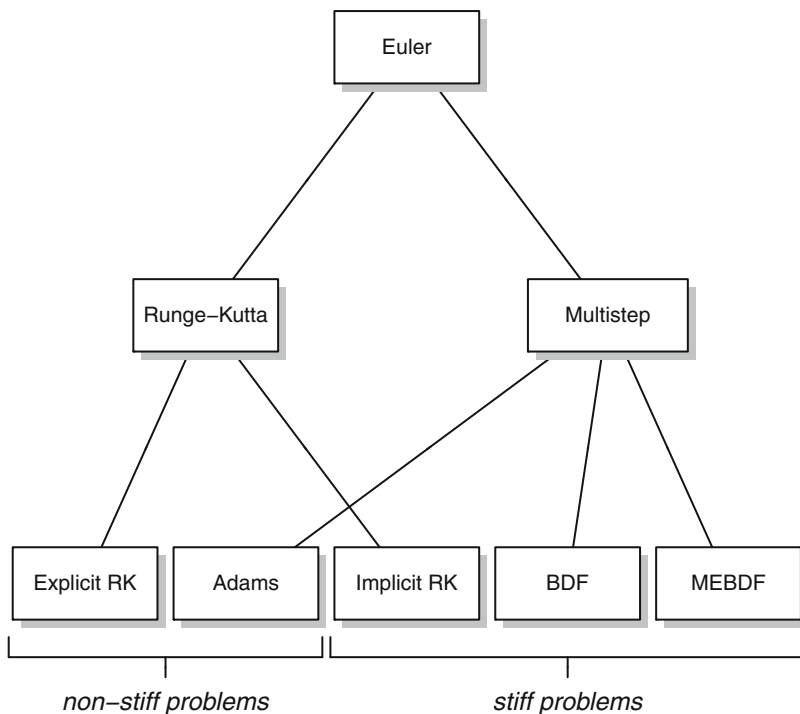 Euler
Runge−Kutta
Multistep
Explicit RK
Adams
Implicit RK
BDF
MEBDF
non−stiff problems
stiff problems